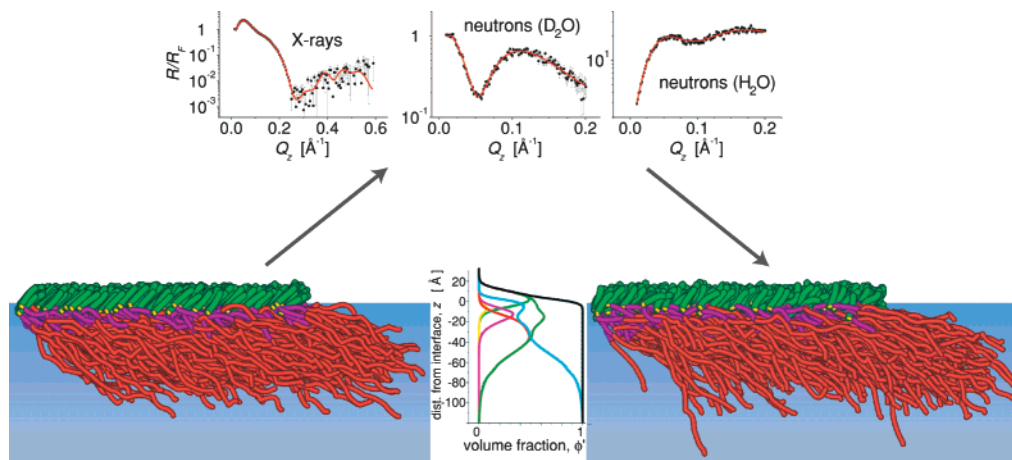 1
10⁻¹
10⁻²
10⁻³
R/R_F
X-rays
0.0 0.2 0.4 0.6
Q_z [Å⁻¹]
1
0.1
neutrons (D₂O)
0.0 0.1 0.2
Q_z [Å⁻¹]
10¹
neutrons (H₂O)
0.0 0.1 0.2
Q_z [Å⁻¹]
dist. from interface, z [Å]
20
0
-20
-40
-60
-80
-100
0 1
volume fraction, ϕ'